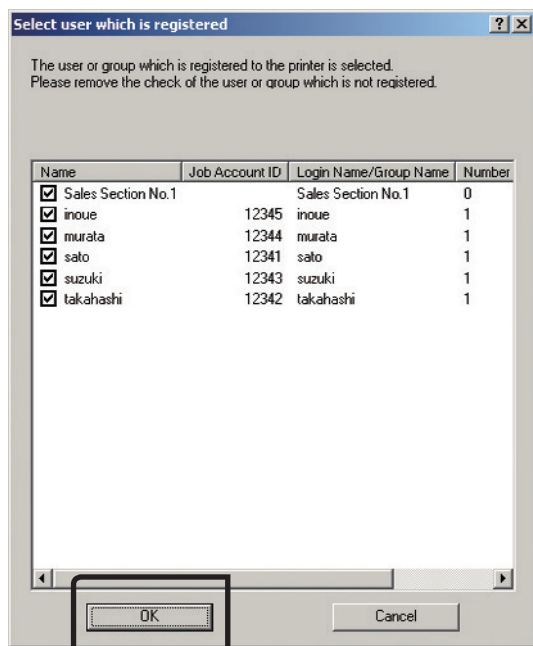 Select user which is registered
The user or group which is registered to the printer is selected.
Please remove the check of the user or group which is not registered.
Name Job Account ID Login Name/Group Name Number
Sales Section No.1 Sales Section No.1 0
inoue 12345 inoue 1
murata 12344 murata 1
sato 12341 sato 1
suzuki 12343 suzuki 1
takahashi 12342 takahashi 1
OK Cancel